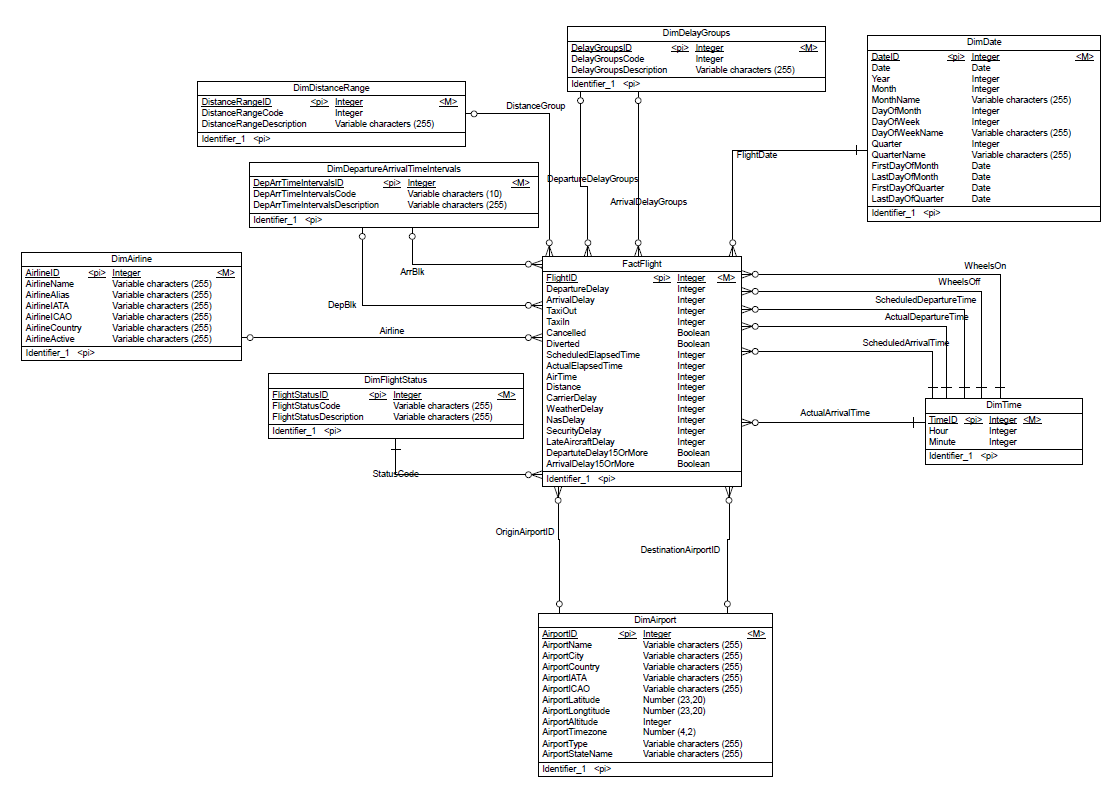 DimDelayGroups
DelayGroupsID <pi> Integer <M>
DelayGroupsCode Integer
DelayGroupsDescription Variable characters (255)
Identifier_1 <pi>
DimDate
DateID <pi> Integer <M>
Date Date
Year Integer
Month Integer
MonthName Variable characters (255)
DayOfMonth Integer
DayOfWeek Integer
DayOfWeekName Variable characters (255)
Quarter Integer
QuarterName Variable characters (255)
FirstDayOfMonth Date
LastDayOfMonth Date
FirstDayOfQuarter Date
LastDayOfQuarter Date
Identifier_1 <pi>
DimDistanceRange
DistanceRangeID <pi> Integer <M>
DistanceRangeCode Integer
DistanceRangeDescription Variable characters (255)
Identifier_1 <pi>
DistanceGroup
FlightDate
DimDepartureArrivalTimeIntervals
DepArrTimeIntervalsID <pi> Integer <M>
DepArrTimeIntervalsCode Variable characters (10)
DepArrTimeIntervalsDescription Variable characters (255)
Identifier_1 <pi>
DepartureDelayGroups
ArrivalDelayGroups
DimAirline
AirlineID <pi> Integer <M>
AirlineName Variable characters (255)
AirlineAlias Variable characters (255)
AirlineIATA Variable characters (255)
AirlineICAO Variable characters (255)
AirlineCountry Variable characters (255)
AirlineActive Variable characters (255)
Identifier_1 <pi>
ArrBlk
DepBlk
Airline
FactFlight
FlightID <pi> Integer <M>
DepartureDelay Integer
ArrivalDelay Integer
TaxiOut Integer
TaxiIn Integer
Cancelled Boolean
Diverted Boolean
ScheduledElapsedTime Integer
ActualElapsedTime Integer
AirTime Integer
Distance Integer
CarrierDelay Integer
WeatherDelay Integer
NasDelay Integer
SecurityDelay Integer
LateAircraftDelay Integer
DepartuteDelay15OrMore Boolean
ArrivalDelay15OrMore Boolean
Identifier_1 <pi>
WheelsOn
WheelsOff
ScheduledDepartureTime
ActualDepartureTime
ScheduledArrivalTime
ActualArrivalTime
DimTime
TimeID <pi> Integer <M>
Hour Integer
Minute Integer
Identifier_1 <pi>
DimFlightStatus
FlightStatusID <pi> Integer <M>
FlightStatusCode Variable characters (255)
FlightStatusDescription Variable characters (255)
Identifier_1 <pi>
StatusCode
OriginAirportID
DestinationAirportID
DimAirport
AirportID <pi> Integer <M>
AirportName Variable characters (255)
AirportCity Variable characters (255)
AirportCountry Variable characters (255)
AirportIATA Variable characters (255)
AirportICAO Variable characters (255)
AirportLatitude Number (23,20)
AirportLongtitude Number (23,20)
AirportAltitude Integer
AirportTimezone Number (4,2)
AirportType Variable characters (255)
AirportStateName Variable characters (255)
Identifier_1 <pi>